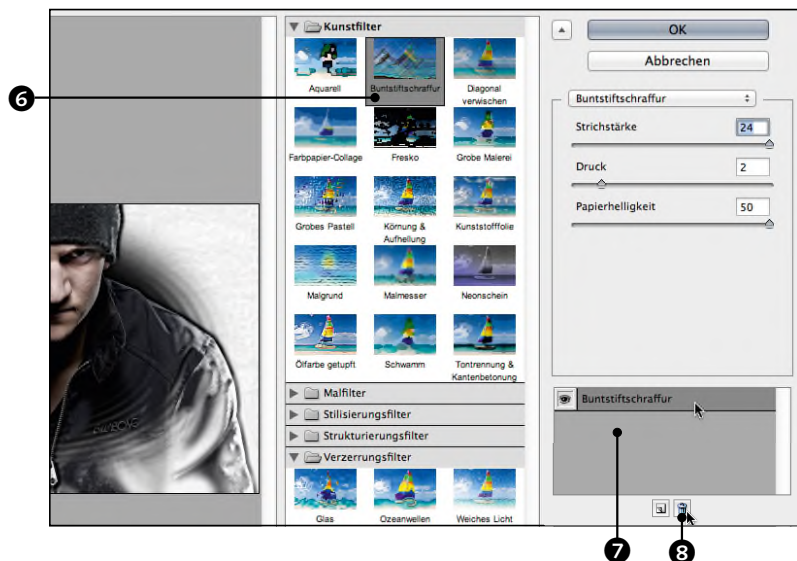 Kunstfilter
Aquarell
Buntstiftschraffur
Diagonal
verwischen
Farbpapier-Collage
Fresko
Grobe Malerei
Grobes Pastell
Körnung &
Aufhellung
Kunststofffolie
Malgrund
Malmesser
Neonschein
Ölfarbe getupft
Schwamm
Tontrennung &
Kantenbetonung
Malfilter
Stilisierungsfilter
Strukturierungsfilter
Verzerrungsfilter
Glas
Ozeanwellen
Weiches Licht
OK
Abbrechen
Buntstiftschraffur
Strichstärke 24
Druck 2
Papierhelligkeit 50
Buntstiftschraffur
6
7 8
BILLABONG